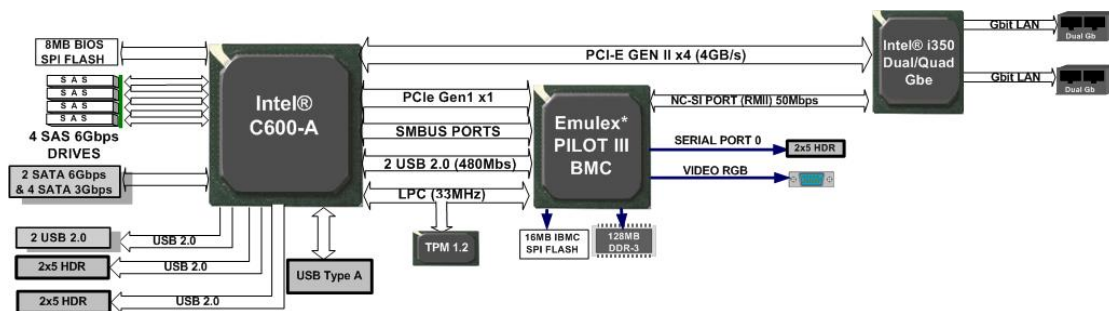 8MB BIOS
SPI FLASH
S A S
S A S
S A S
S A S
4 SAS 6Gbps
DRIVES
2 SATA 6Gbps
& 4 SATA 3Gbps
2 USB 2.0
2x5 HDR
2x5 HDR
USB 2.0
USB 2.0
USB 2.0
Intel®
C600-A
USB Type A
PCI-E GEN II x4 (4GB/s)
PCIe Gen1 x1
SMBUS PORTS
2 USB 2.0 (480Mbs)
LPC (33MHz)
TPM 1.2
Emulex*
PILOT III
BMC
16MB IBMC
SPI FLASH
128MB
DDR-3
NC-SI PORT (RMII) 50Mbps
SERIAL PORT 0
2x5 HDR
VIDEO RGB
Intel® i350
Dual/Quad
Gbe
Gbit LAN
Dual Gb
Gbit LAN
Dual Gb